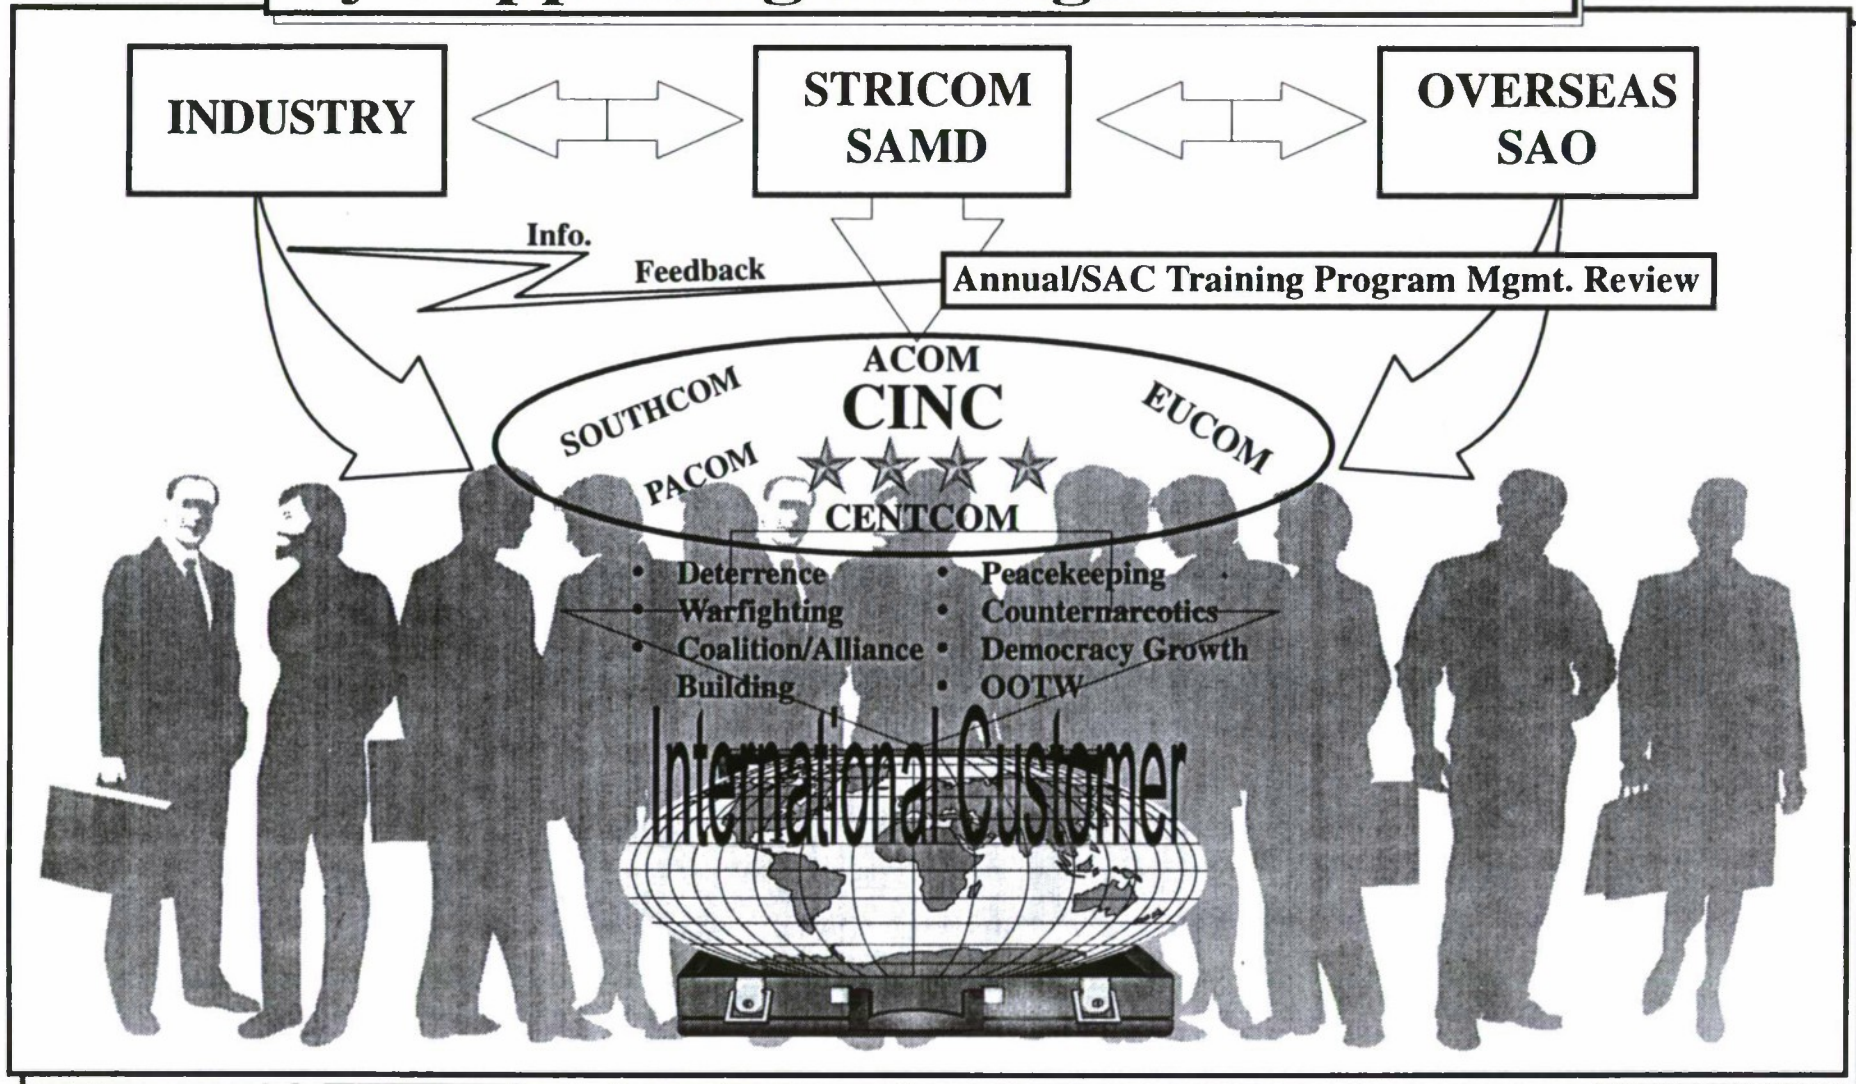 INDUSTRY
STRICOM
SAMD
OVERSEAS
SAO
Info.
Feedback
Annual/SAC Training Program Mgmt. Review
ACOM
CINC
SOUTHCOM
EUCOM
PACOM
CENTCOM
• Deterrence
• Warfighting
• Coalition/Alliance
Building
• Peacekeeping
• Counternarcotics
• Democracy Growth
• OOTW
International Customer